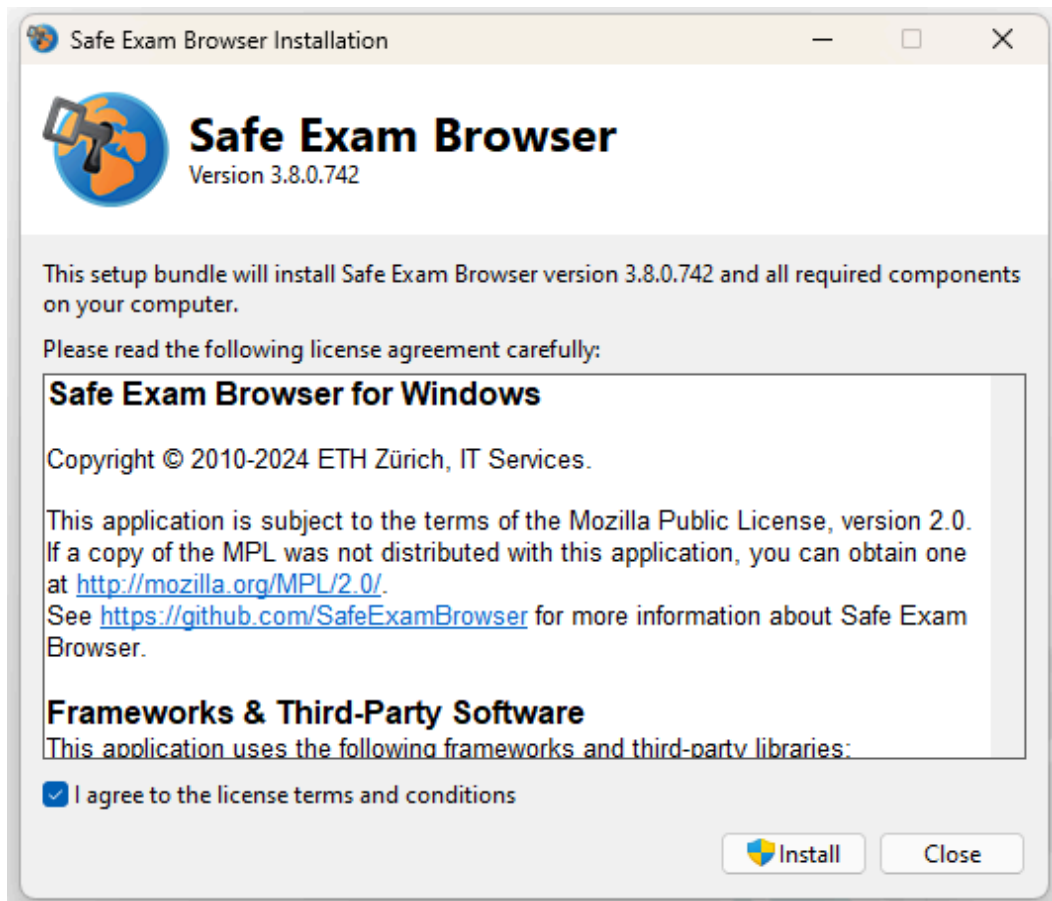 Safe Exam Browser Installation
Safe Exam Browser
Version 3.8.0.742
This setup bundle will install Safe Exam Browser version 3.8.0.742 and all required components
on your computer.
Please read the following license agreement carefully:
Safe Exam Browser for Windows
Copyright © 2010-2024 ETH Zürich, IT Services.
This application is subject to the terms of the Mozilla Public License, version 2.0.
If a copy of the MPL was not distributed with this application, you can obtain one
at http://mozilla.org/MPL/2.0/.
See https://github.com/SafeExamBrowser for more information about Safe Exam
Browser.
Frameworks & Third-Party Software
This application uses the following frameworks and third-party libraries:
I agree to the license terms and conditions
Install
Close